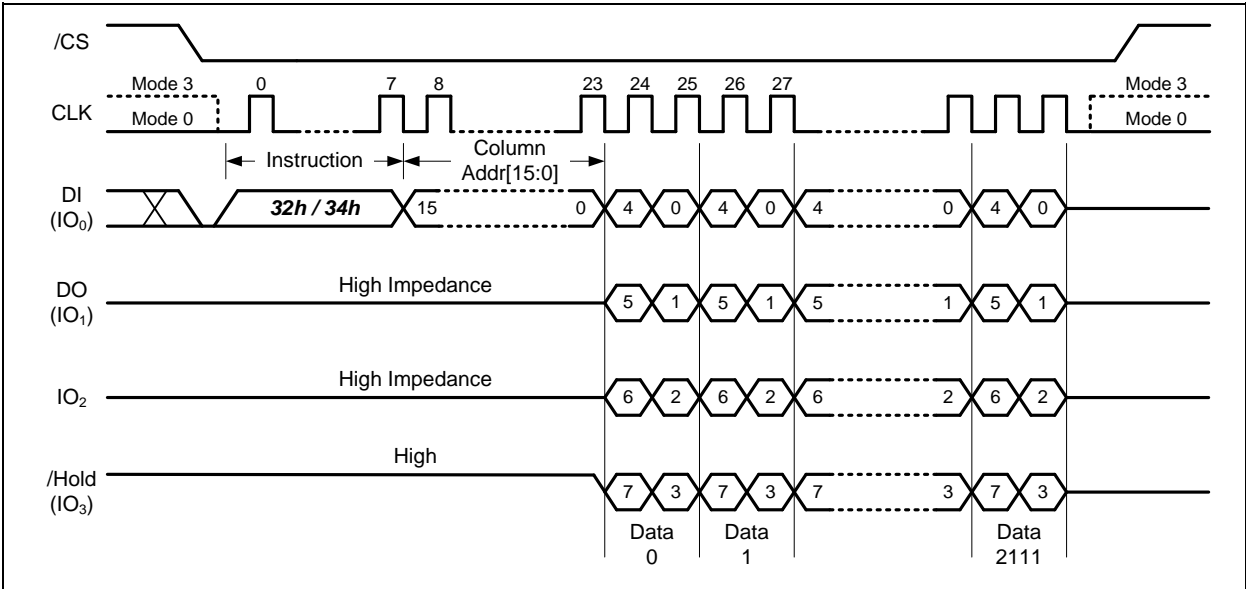 /CS
Mode 3 0 7 8 23 24 25 26 27 Mode 3
CLK
Mode 0 Mode 0
Instruction
Column
Addr[15:0]
DI
(IO₀)
32h / 34h 15 0 4 0 4 0 4 0 4 0
High Impedance
DO
(IO₁)
5 1 5 1 5 1 5 1
High Impedance
IO₂
6 2 6 2 6 2 6 2
High
/Hold
(IO₃)
7 3 7 3 7 3 7 3
Data Data Data
0 1 2111